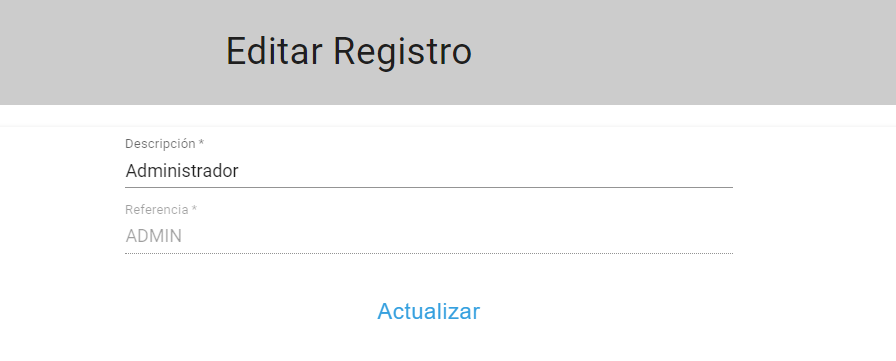 Editar Registro
Descripción *
Administrador
Referencia *
ADMIN
Actualizar